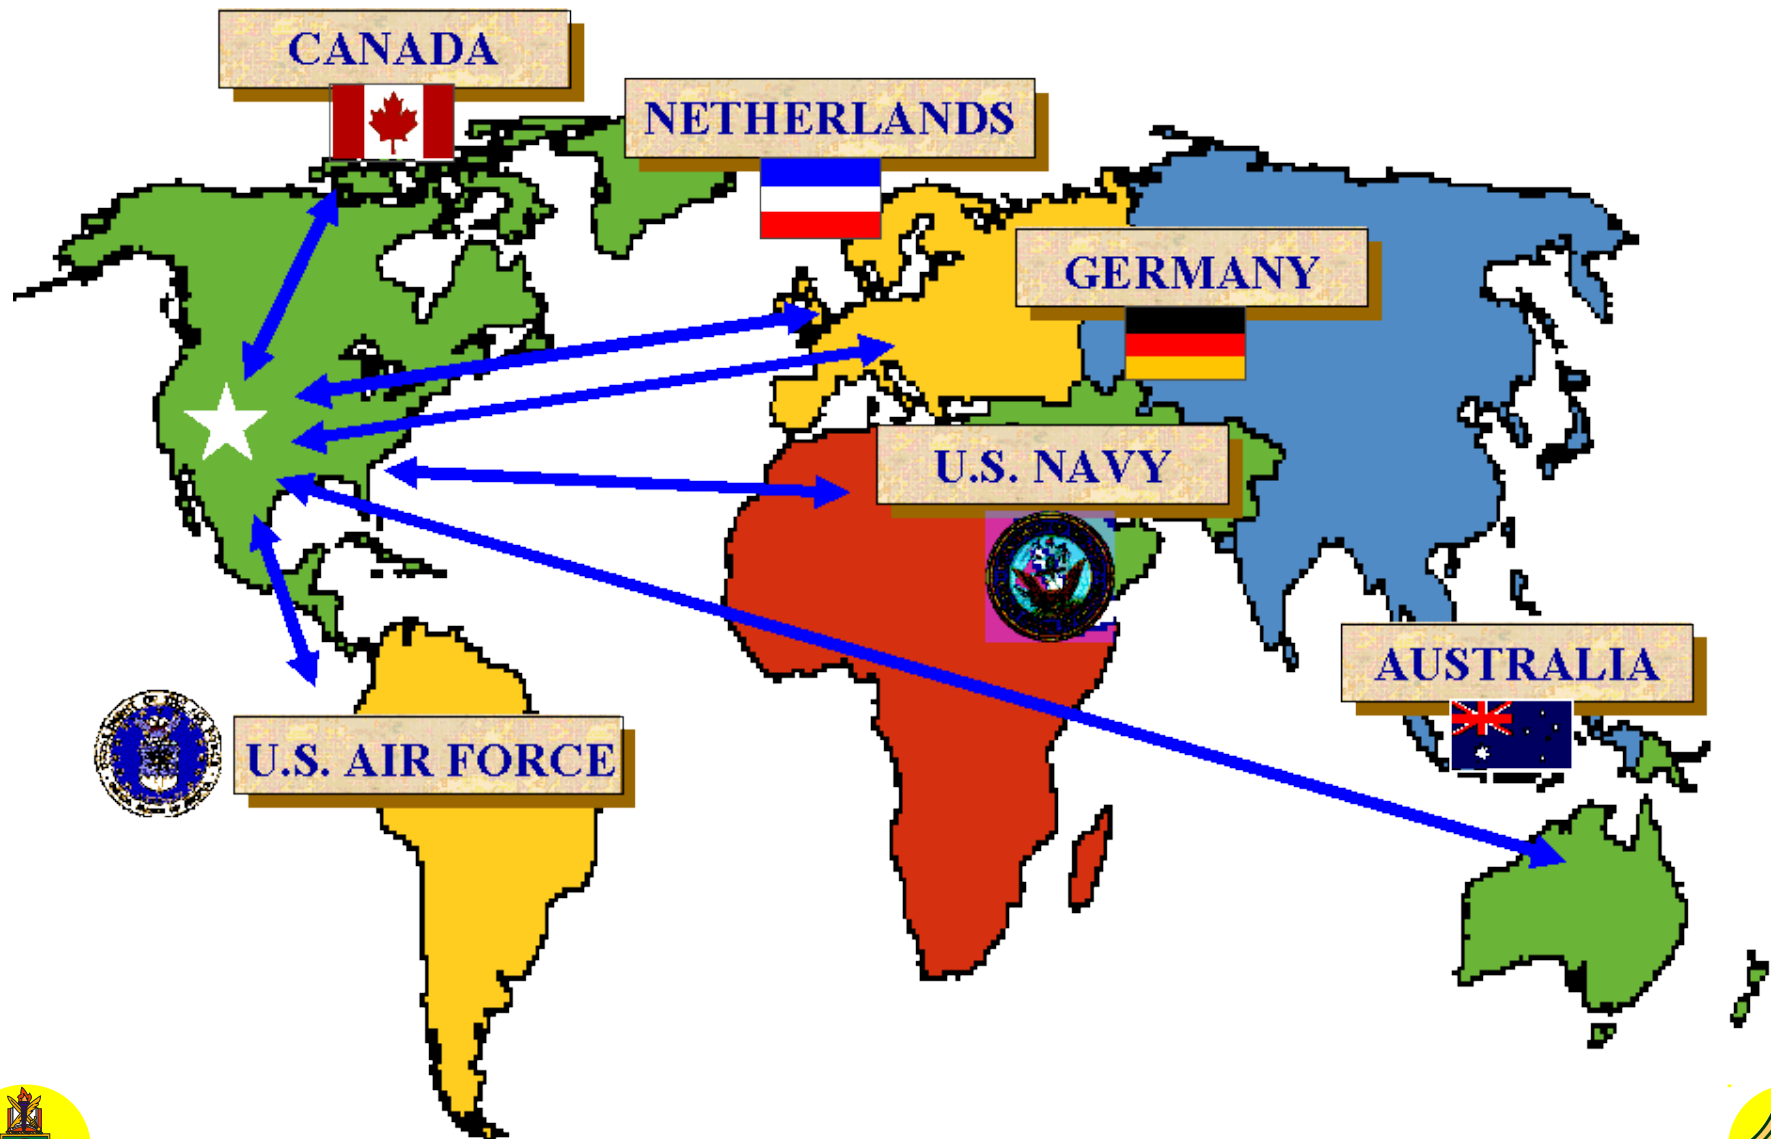 CANADA
NETHERLANDS
GERMANY
U.S. NAVY
AUSTRALIA
U.S. AIR FORCE